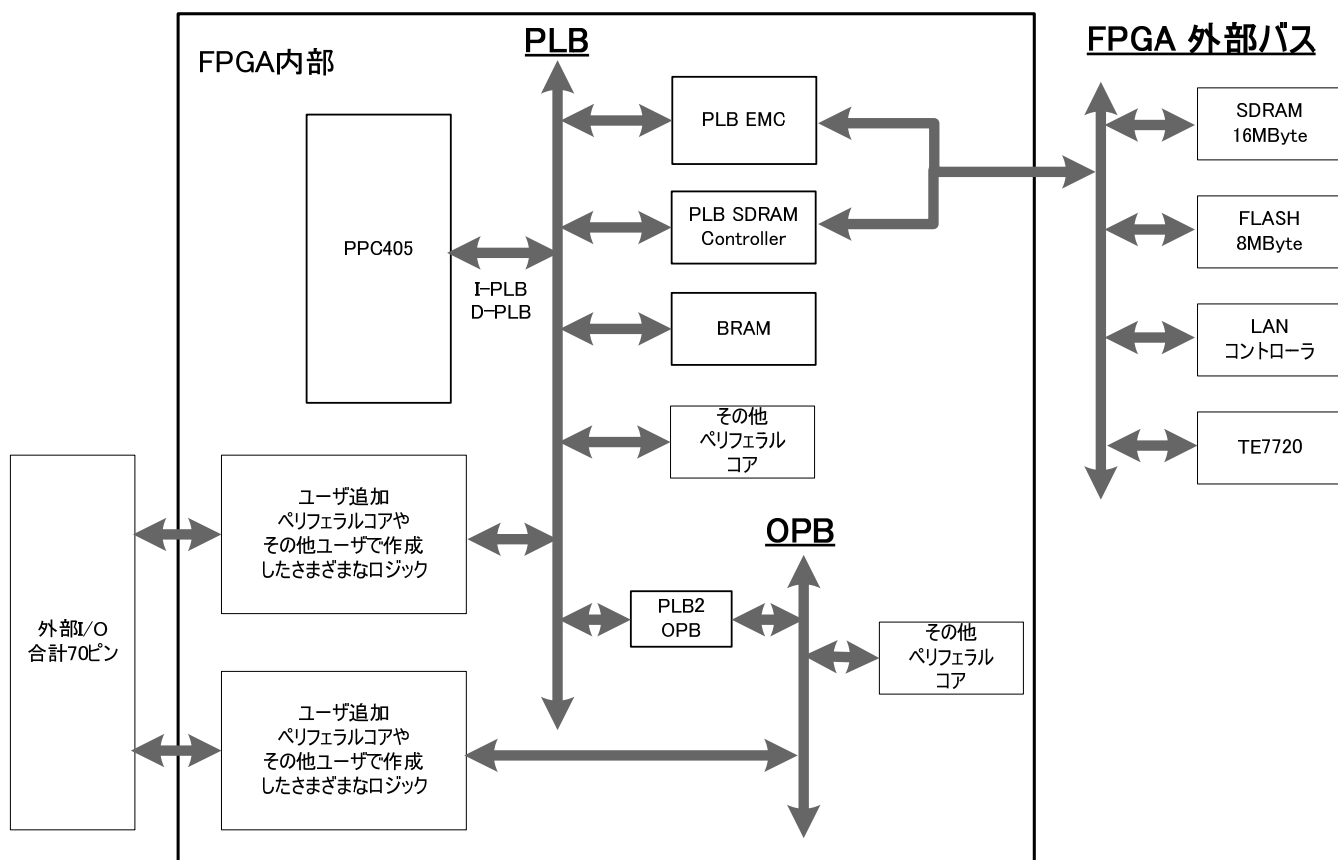 FPGA内部
PLB
FPGA 外部バス
PPC405
I-PLB
D-PLB
PLB EMC
PLB SDRAM
Controller
BRAM
その他
ペリフェラル
コア
SDRAM
16MByte
FLASH
8MByte
LAN
コントローラ
TE7720
外部I/O
合計70ピン
ユーザ追加
ペリフェラルコアや
その他ユーザで作成
したさまざまなロジック
OPB
PLB2
OPB
その他
ペリフェラル
コア
ユーザ追加
ペリフェラルコアや
その他ユーザで作成
したさまざまなロジック